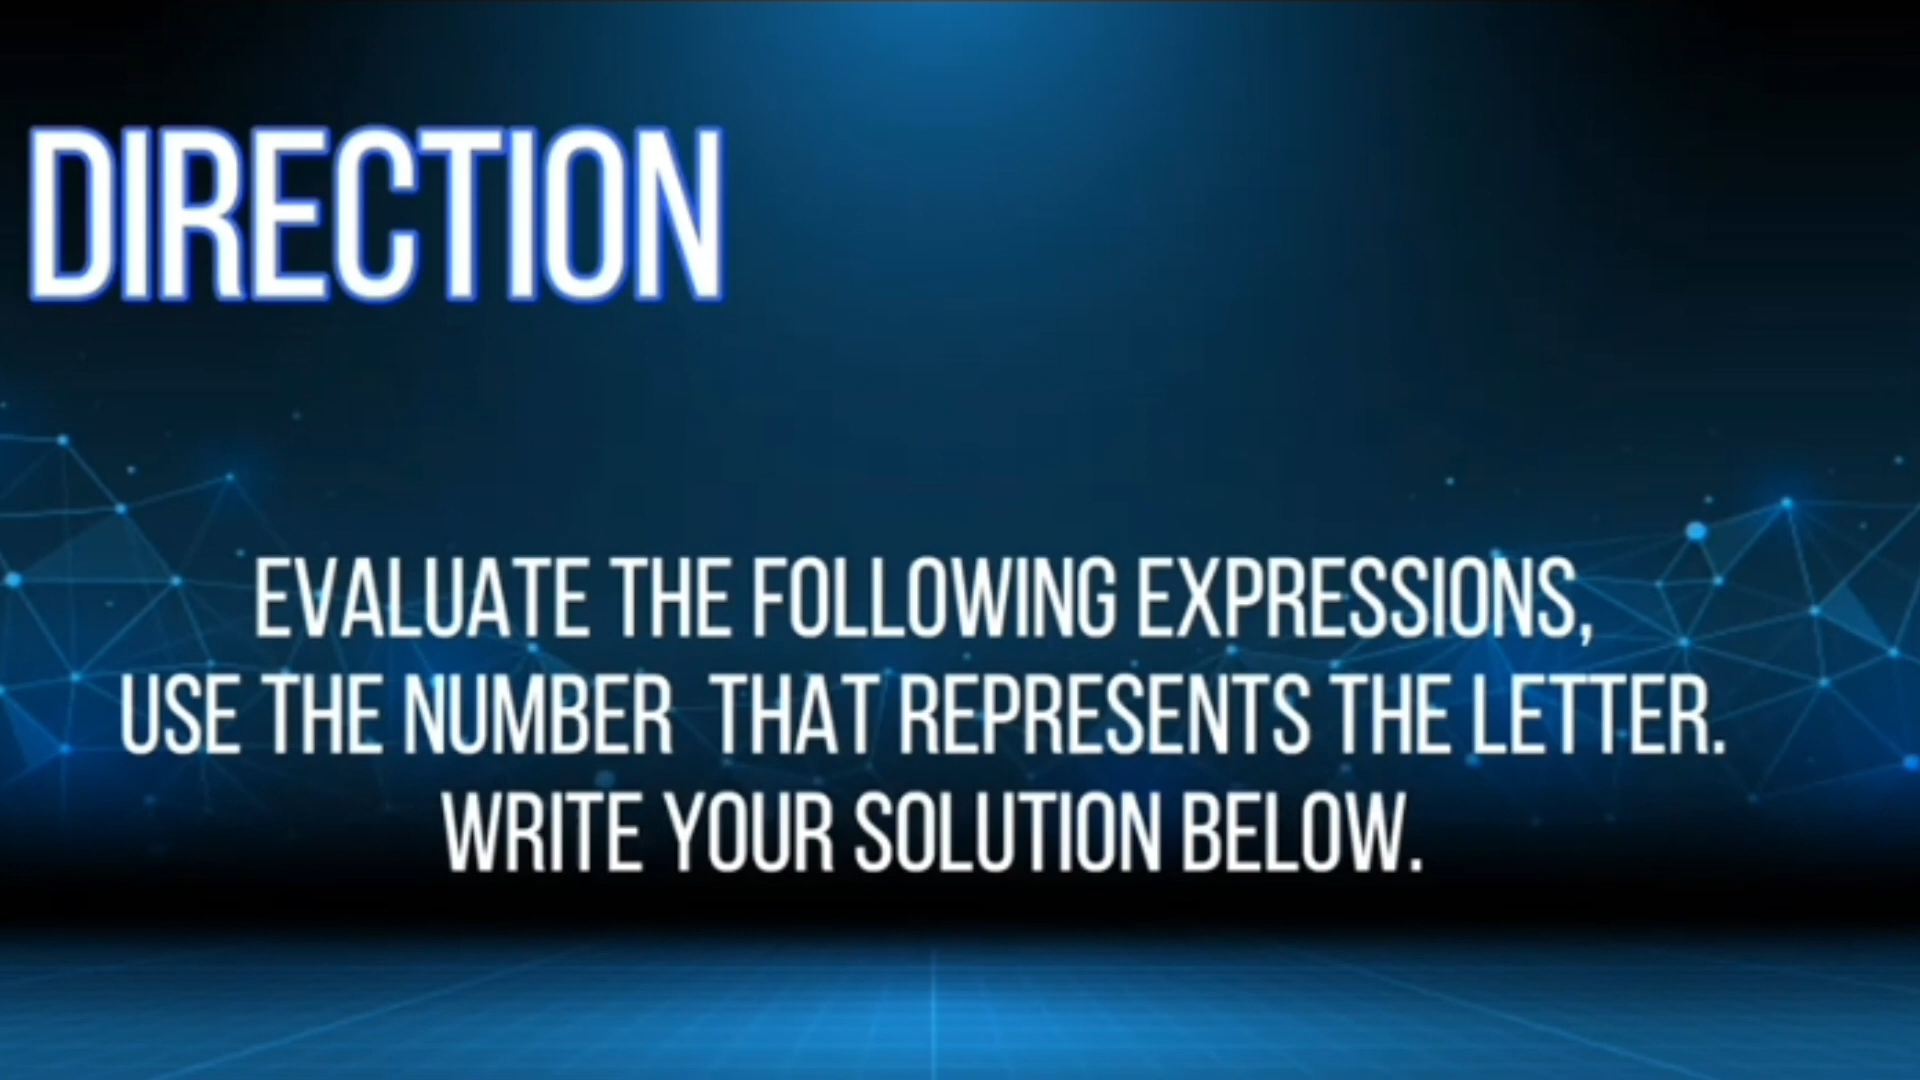 DIRECTION
EVALUATE THE FOLLOWING EXPRESSIONS,
USE THE NUMBER THAT REPRESENTS THE LETTER.
WRITE YOUR SOLUTION BELOW.